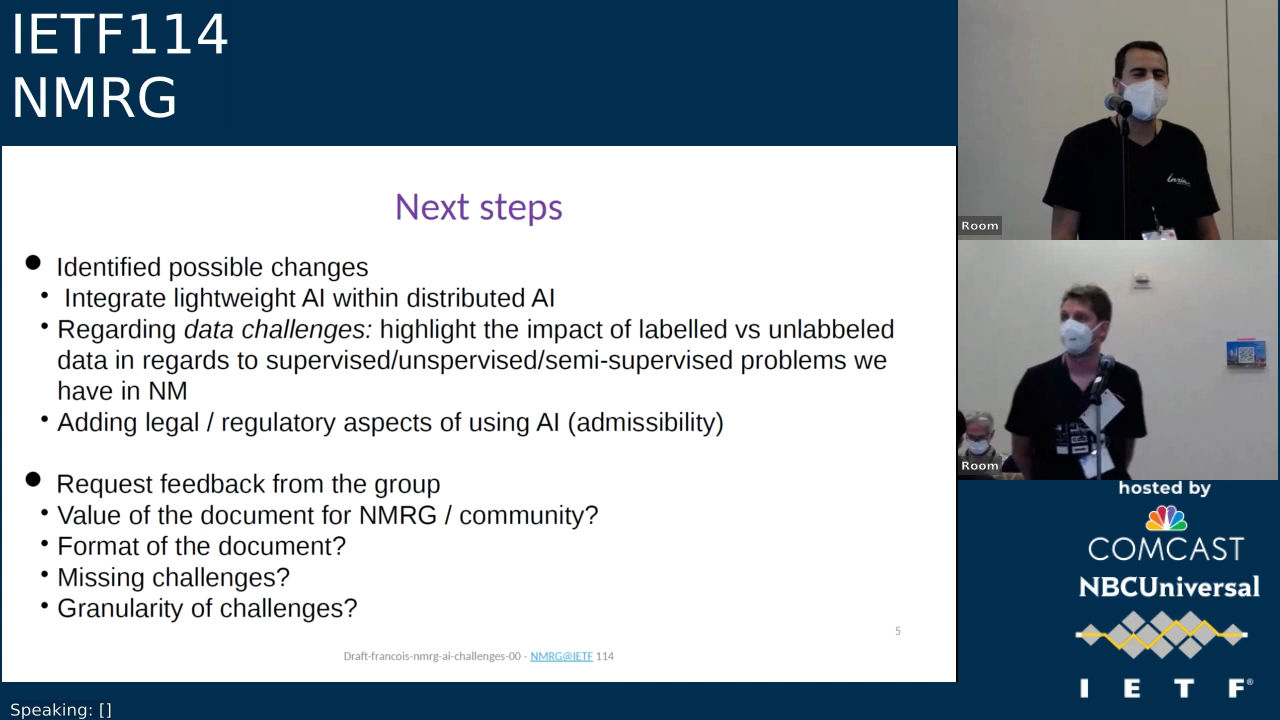 IETF114
NMRG
Next steps
Identified possible changes
Integrate lightweight AI within distributed AI
Regarding data challenges: highlight the impact of labelled vs unlabbeled
data in regards to supervised/unspervised/semi-supervised problems we
have in NM
Adding legal / regulatory aspects of using AI (admissibility)
Request feedback from the group
Value of the document for NMRG / community?
Format of the document?
Missing challenges?
Granularity of challenges?
5
Draft-francois-nmrg-ai-challenges-00 - NMRG@IETF 114
Speaking: []
Room
Inria
Room
hosted by
COMCAST
NBCUniversal
I E T F®